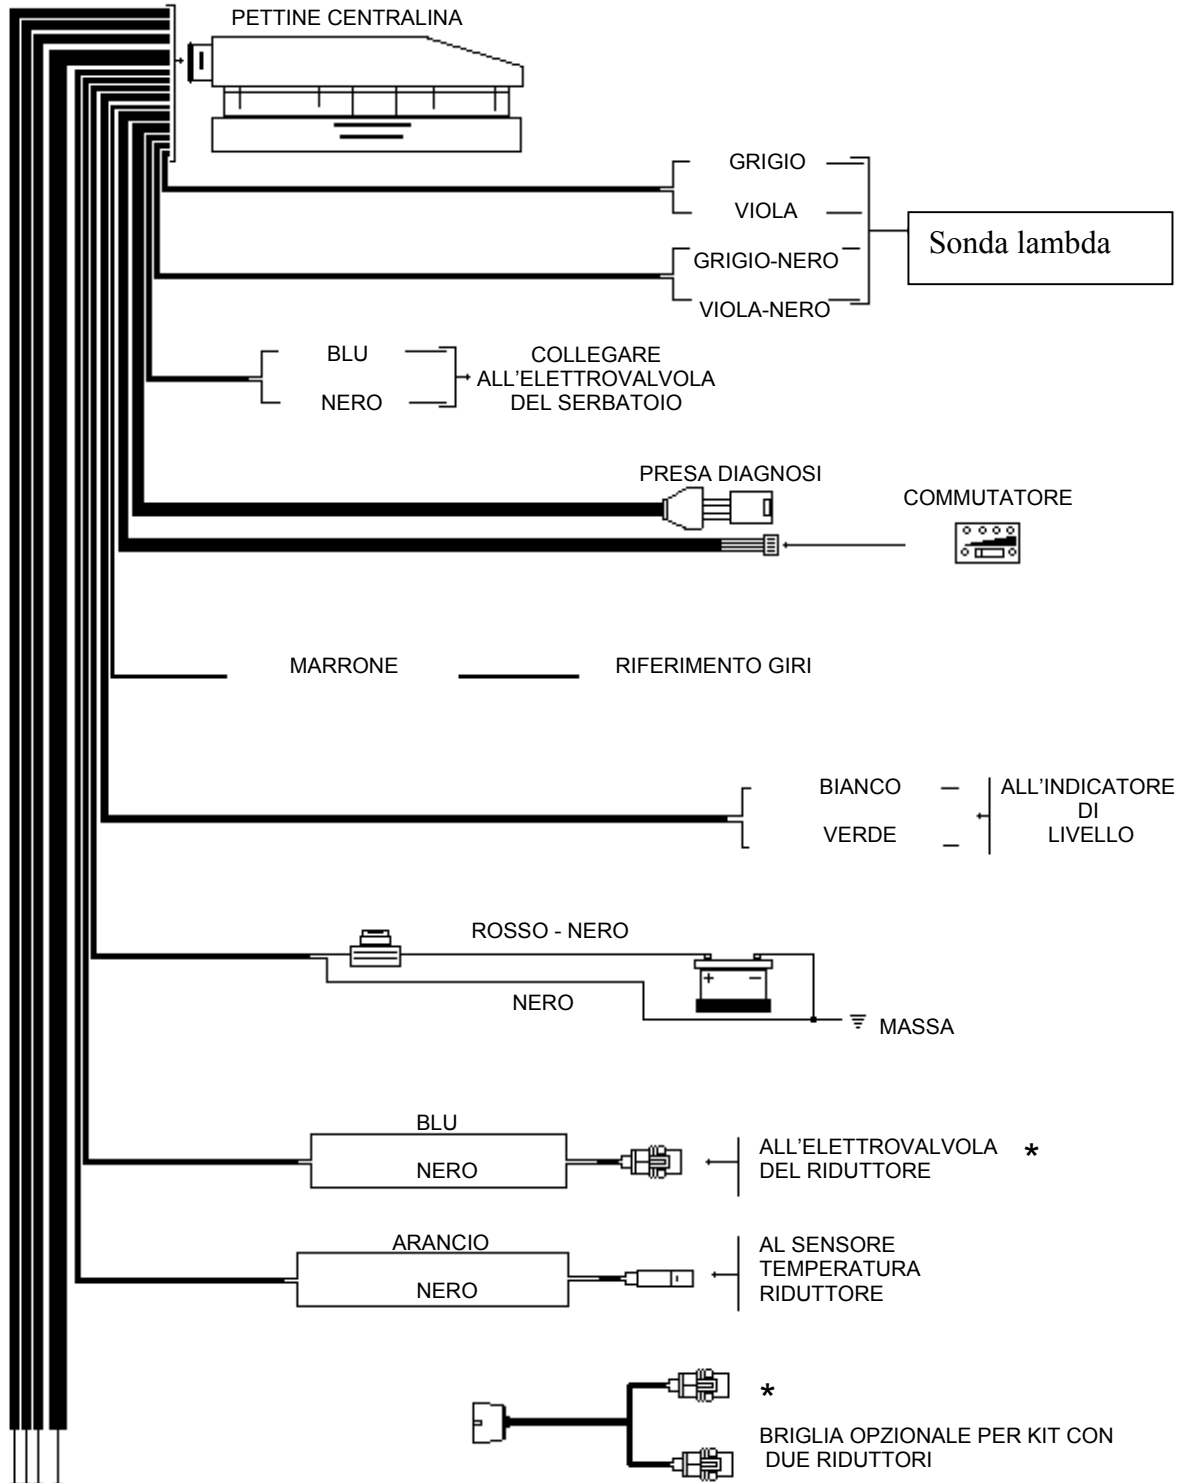 PETTINE CENTRALINA
GRIGIO
VIOLA
Sonda lambda
GRIGIO-NERO
VIOLA-NERO
BLU
NERO
COLLEGARE
ALL'ELETTROVALVOLA
DEL SERBATOIO
PRESA DIAGNOSI
COMMUTATORE
MARRONE
RIFERIMENTO GIRI
BIANCO
VERDE
ALL'INDICATORE
DI
LIVELLO
ROSSO - NERO
+ −
NERO
MASSA
BLU
NERO
ALL'ELETTROVALVOLA *
DEL RIDUTTORE
ARANCIO
NERO
AL SENSORE
TEMPERATURA
RIDUTTORE
*
BRIGLIA OPZIONALE PER KIT CON
DUE RIDUTTORI